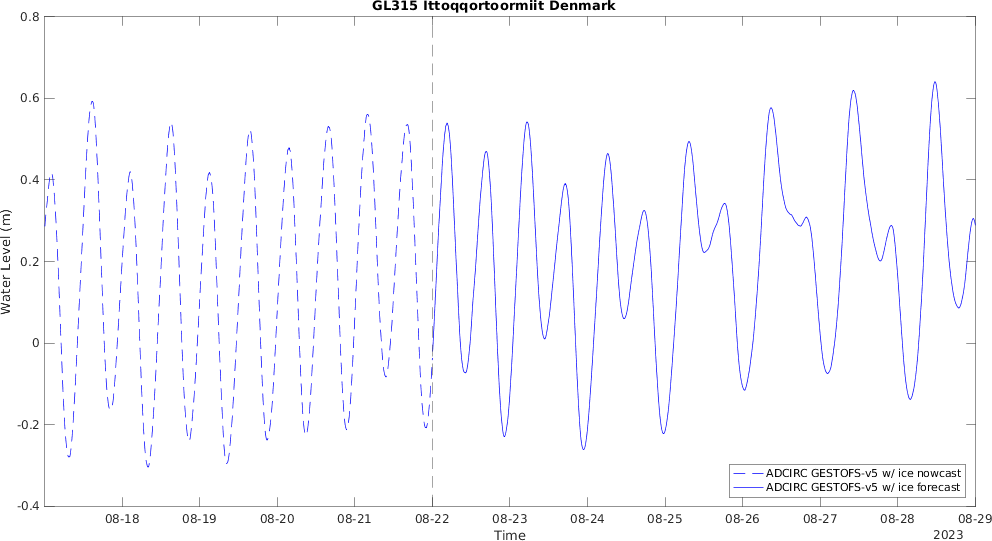 GL315 Ittoqqortoormiit Denmark
0.8
0.6
0.4
0.2
0
-0.2
-0.4
Water Level (m)
ADCIRC GESTOFS-v5 w/ ice nowcast
ADCIRC GESTOFS-v5 w/ ice forecast
08-18 08-19 08-20 08-21 08-22 08-23 08-24 08-25 08-26 08-27 08-28 08-29
Time
2023